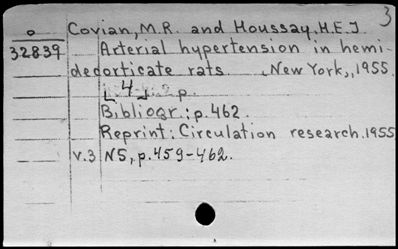 3
o Covian, M.R. and Houssay, H.E.J.
32839 Arterial hypertension in hemi-
decorticate rats. New York, 1955.
[4] p.
Bibliogr.: p.462.
Reprint: Circulation research. 1955
v.3 N5, p.459-462.